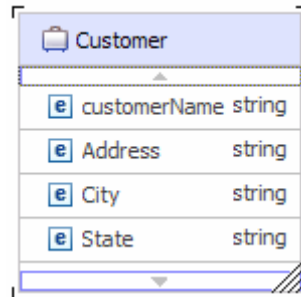 Customer
e customerName string
e Address string
e City string
e State string